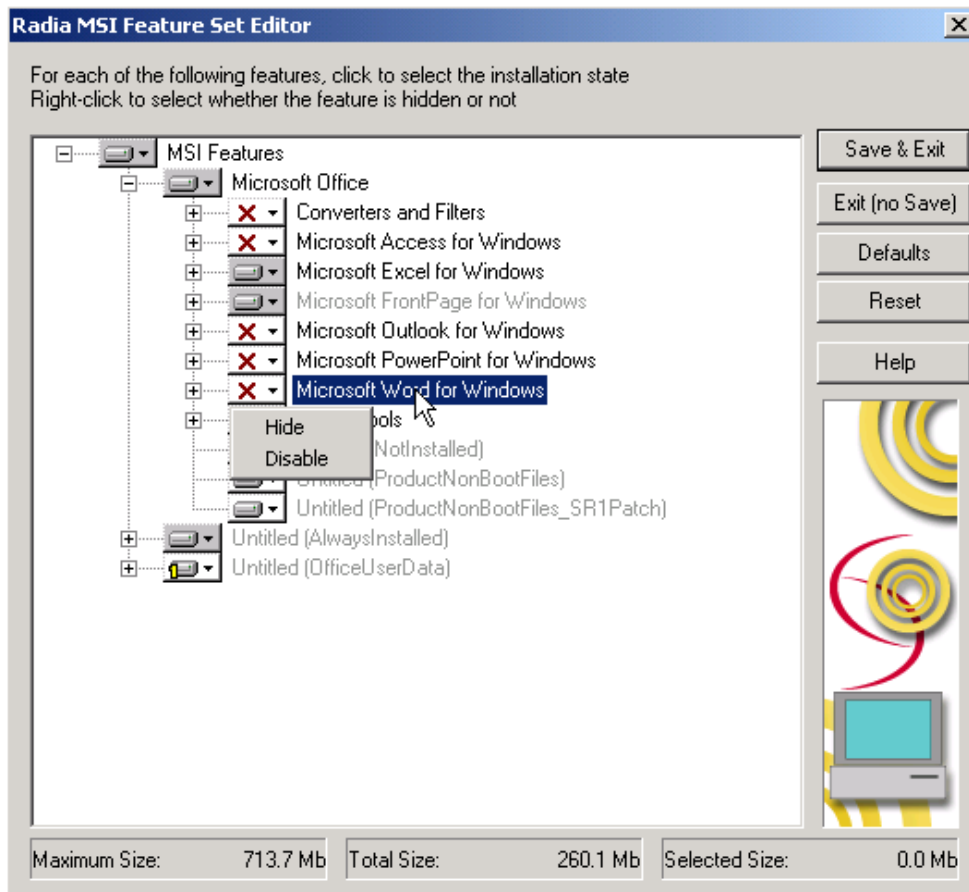 Radia MSI Feature Set Editor
For each of the following features, click to select the installation state
Right-click to select whether the feature is hidden or not
MSI Features
Microsoft Office
Converters and Filters
Microsoft Access for Windows
Microsoft Excel for Windows
Microsoft FrontPage for Windows
Microsoft Outlook for Windows
Microsoft PowerPoint for Windows
Microsoft Word for Windows
ools
Hide
NotInstalled)
Disable
Untitled (ProductNonBootFiles)
Untitled (ProductNonBootFiles_SR1Patch)
Untitled (AlwaysInstalled)
Untitled (OfficeUserData)
Save & Exit
Exit (no Save)
Defaults
Reset
Help
Maximum Size: 713.7 Mb Total Size: 260.1 Mb Selected Size: 0.0 Mb